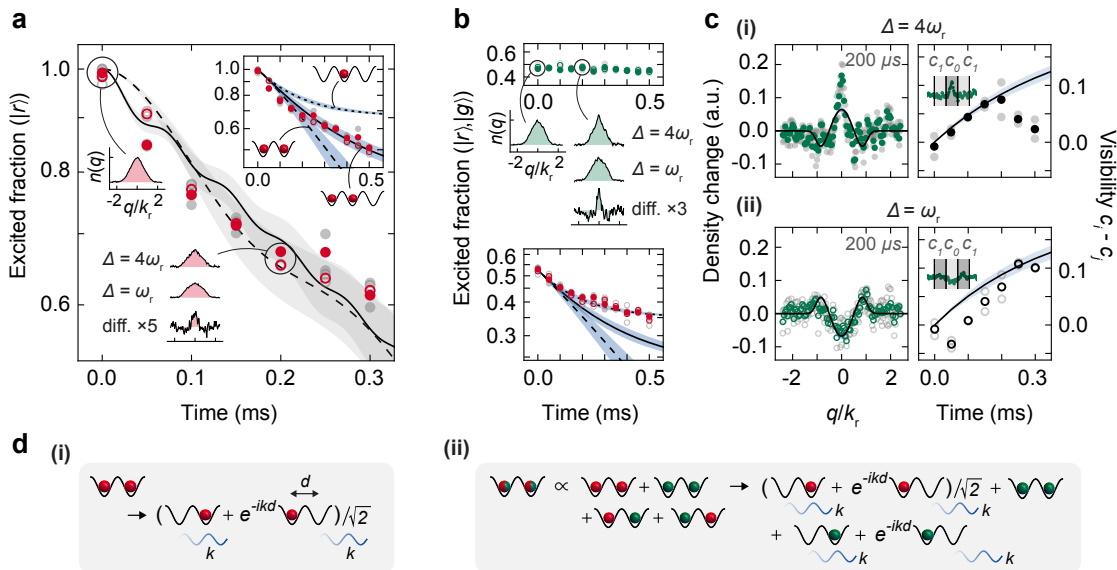 a
Excited fraction (|r⟩)
1.0
0.8
0.6
0.0
0.1
0.2
0.3
Time (ms)
n(q)
-2
2
q/kᵣ
Δ = 4ωᵣ
Δ = ωᵣ
diff. ×5
1.0
0.8
0.6
0.0
0.5
b
Excited fraction (|r⟩,|g⟩)
0.6
0.5
0.4
0.0
0.5
n(q)
-2
2
q/kᵣ
Δ = 4ωᵣ
Δ = ωᵣ
diff. ×3
0.5
0.4
0.3
0.0
0.5
Time (ms)
c
(i)
Δ = 4ωᵣ
Density change (a.u.)
0.2
0.1
0.0
-0.1
200 μs
c₁ c₀ c₁
0.1
0.0
Visibility cᵢ - cⱼ
(ii)
Δ = ωᵣ
0.2
0.1
0.0
-0.1
200 μs
c₁ c₀ c₁
0.1
0.0
-2
0
2
q/kᵣ
0.0
0.2
Time (ms)
d
(i)
d
→ ( + e⁻ⁱᵏᵈ )/√2
k
k
(ii)
∝ + → ( + e⁻ⁱᵏᵈ )/√2 +
k
k
+ +
+ + e⁻ⁱᵏᵈ
k
k